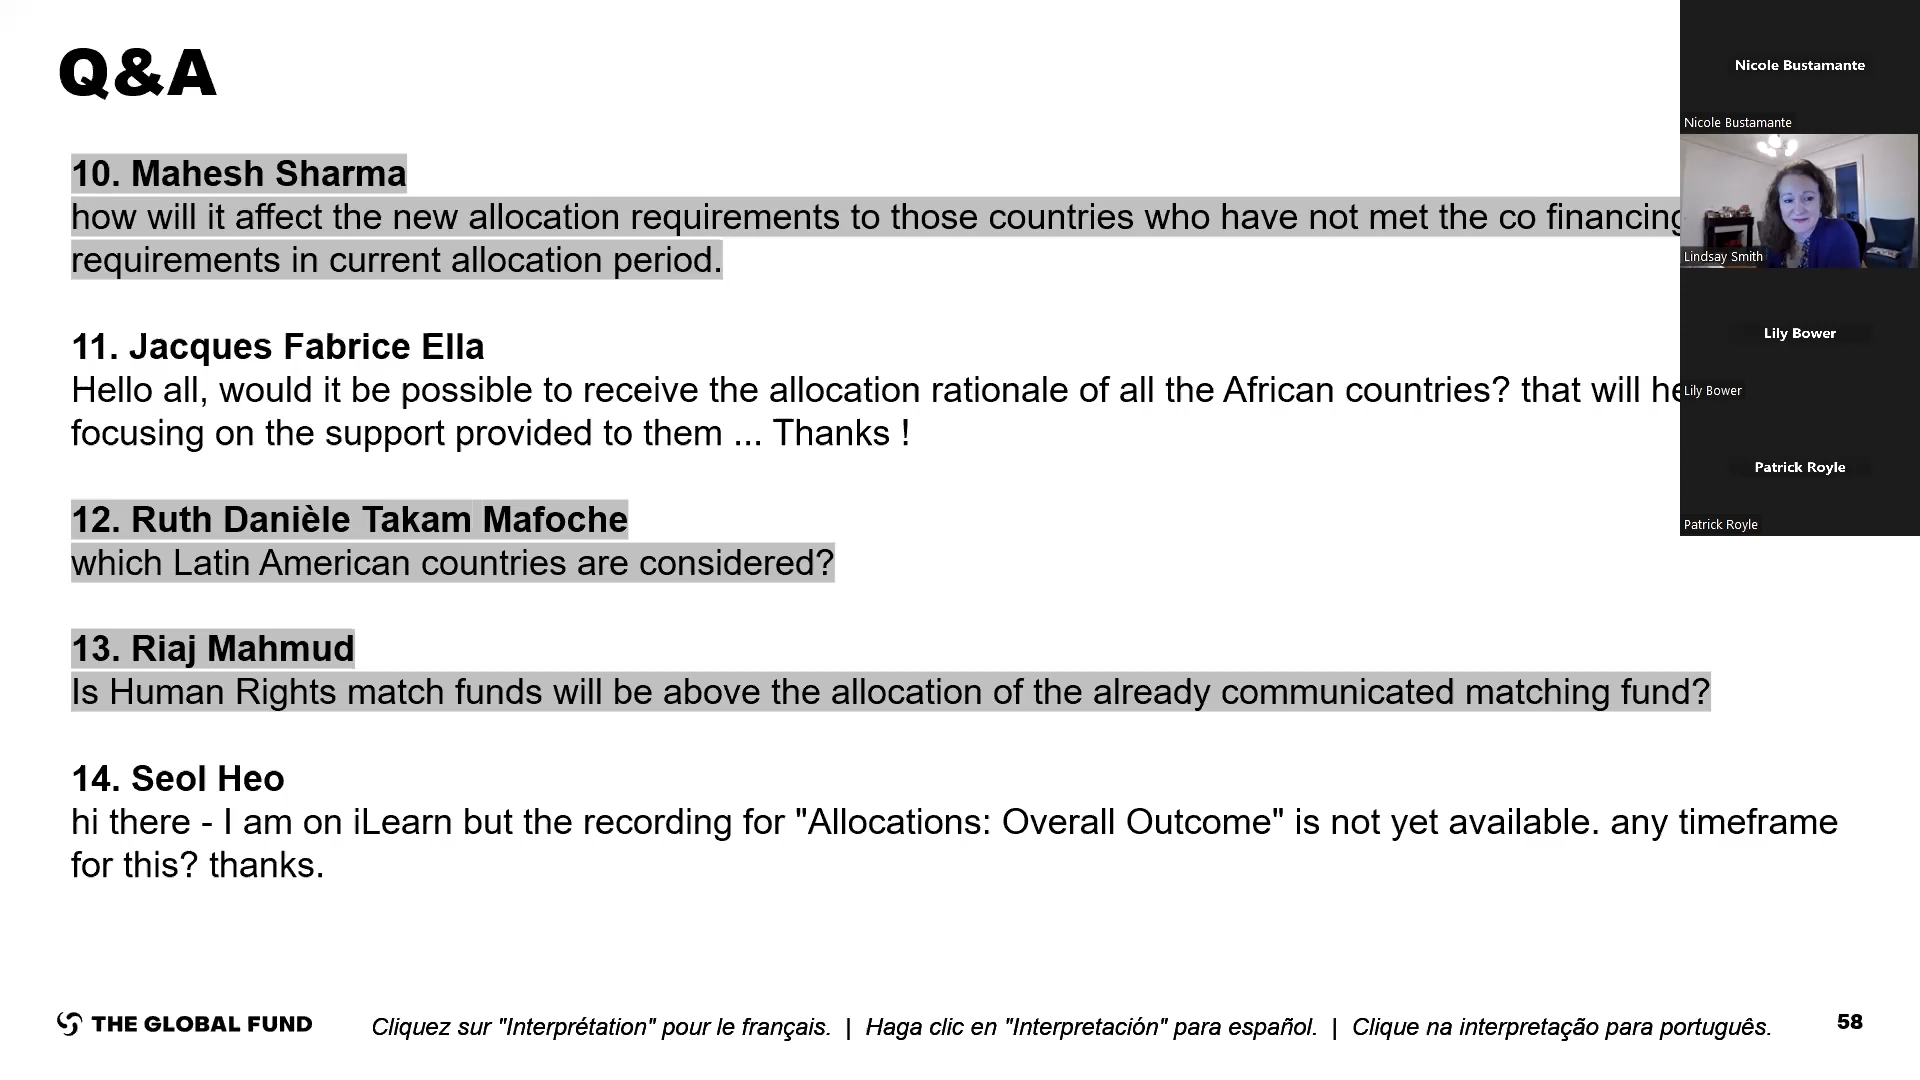 Q&A
10. Mahesh Sharma
how will it affect the new allocation requirements to those countries who have not met the co financing
requirements in current allocation period.
11. Jacques Fabrice Ella
Hello all, would it be possible to receive the allocation rationale of all the African countries? that will
focusing on the support provided to them ... Thanks !
12. Ruth Danièle Takam Mafoche
which Latin American countries are considered?
13. Riaj Mahmud
Is Human Rights match funds will be above the allocation of the already communicated matching fund?
14. Seol Heo
hi there - I am on iLearn but the recording for "Allocations: Overall Outcome" is not yet available. any timeframe
for this? thanks.
Nicole Bustamante
Nicole Bustamante
Lindsay Smith
Lily Bower
Lily Bower
Patrick Royle
Patrick Royle
THE GLOBAL FUND
Cliquez sur "Interprétation" pour le français. | Haga clic en "Interpretación" para español. | Clique na interpretação para português.
58